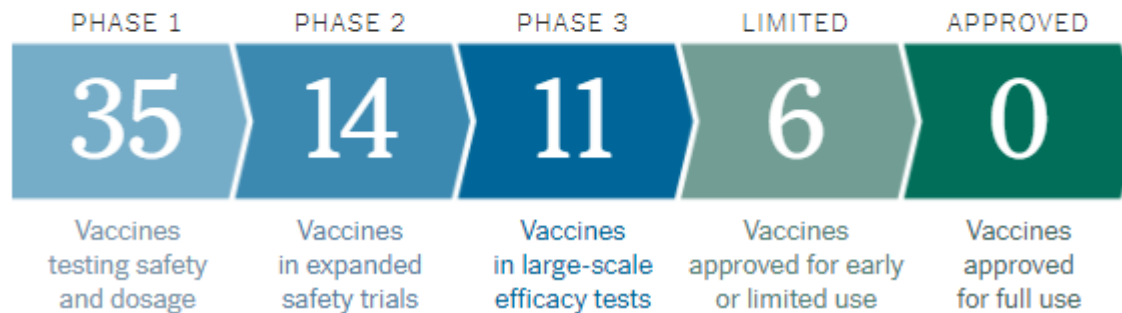 PHASE 1 PHASE 2 PHASE 3 LIMITED APPROVED
35 14 11 6 0
Vaccines Vaccines Vaccines Vaccines Vaccines
testing safety in expanded in large-scale approved for early approved
and dosage safety trials efficacy tests or limited use for full use